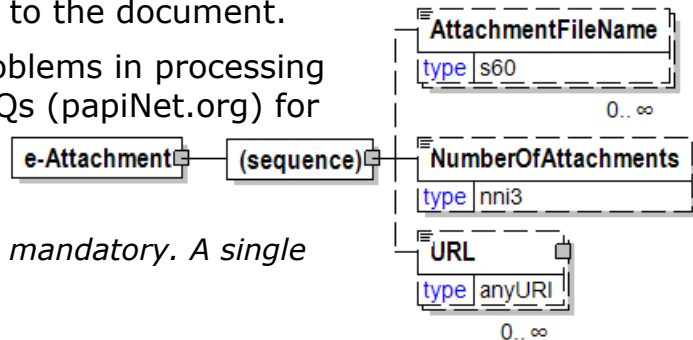 to the document.
oblems in processing
Qs (papiNet.org) for
mandatory. A single
e-Attachment
(sequence)
AttachmentFileName
type s60
0.. ∞
NumberOfAttachments
type nni3
URL
type anyURI
0.. ∞